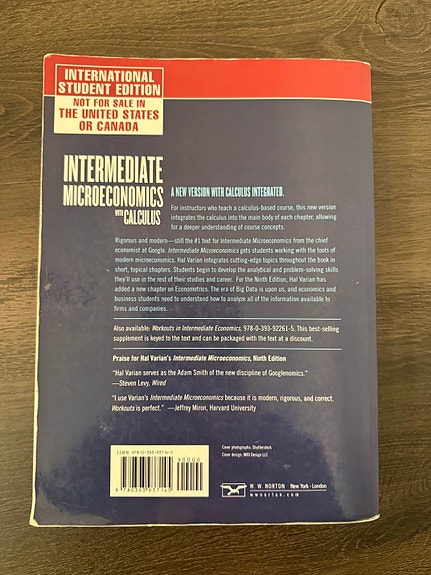 INTERNATIONAL
STUDENT EDITION
NOT FOR SALE IN
THE UNITED STATES
OR CANADA
INTERMEDIATE
MICROECONOMICS
WITH CALCULUS
A NEW VERSION WITH CALCULUS INTEGRATED.
For instructors who teach a calculus-based course, this new version
integrates the calculus into the main body of each chapter, allowing
for a deeper understanding of course concepts.
Rigorous and modern—still the #1 text for Intermediate Microeconomics from the chief
economist at Google, Intermediate Microeconomics gets students working with the tools of
modern microeconomics. Hal Varian integrates cutting-edge topics throughout the book in
short, topical chapters. Students begin to develop the analytical and problem-solving skills
they'll use in the rest of their studies and career. For the Ninth Edition, Hal Varian has
added a new chapter on Econometrics. The era of Big Data is upon us, and economics and
business students need to understand how to analyze all of the information available to
firms and companies.
Also available: Workouts in Intermediate Economics, 978-0-393-92261-5. This best-selling
supplement is keyed to the text and can be packaged with the text at a discount.
Praise for Hal Varian's Intermediate Microeconomics, Ninth Edition
"Hal Varian serves as the Adam Smith of the new discipline of Googlenomics."
—Steven Levy, Wired
"I use Varian's Intermediate Microeconomics because it is modern, rigorous, and correct.
Workouts is perfect." —Jeffrey Miron, Harvard University
ISBN 978-0-393-93714-5
90000
9 780393 937145
Cover photographs: Shutterstock
Cover design: MXX Design LLC
W. W. NORTON New York · London
wwnorton.com